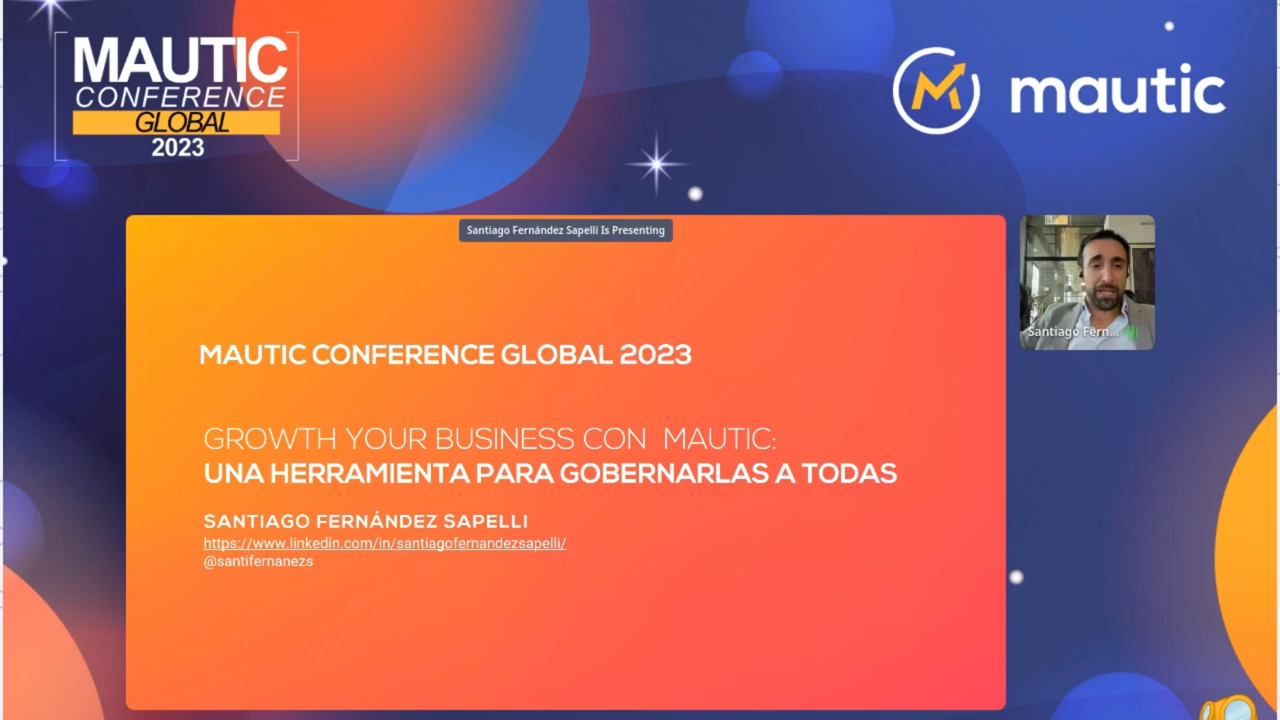 MAUTIC
CONFERENCE
GLOBAL
2023
mautic
Santiago Fernández Sapelli Is Presenting
Santiago Fern...
MAUTIC CONFERENCE GLOBAL 2023
GROWTH YOUR BUSINESS CON MAUTIC:
UNA HERRAMIENTA PARA GOBERNARLAS A TODAS
SANTIAGO FERNÁNDEZ SAPELLI
https://www.linkedin.com/in/santiagofernandezsapelli/
@santifernanezs